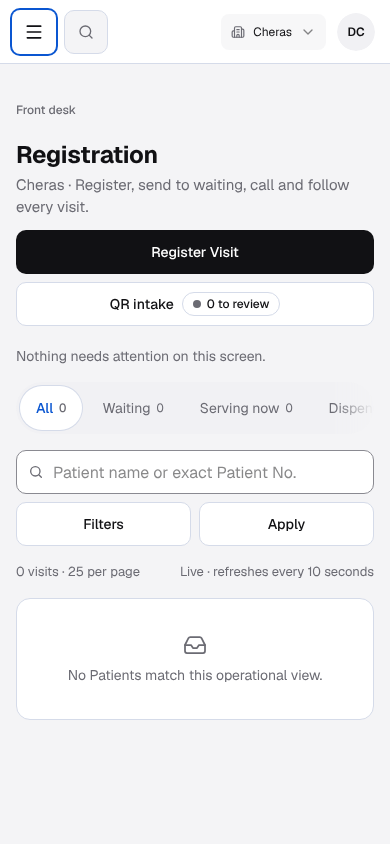 Cheras
DC
Front desk
Registration
Cheras · Register, send to waiting, call and follow
every visit.
Register Visit
QR intake 0 to review
Nothing needs attention on this screen.
All 0 Waiting 0 Serving now 0 Dispen
Patient name or exact Patient No.
Filters Apply
0 visits · 25 per page Live · refreshes every 10 seconds
No Patients match this operational view.